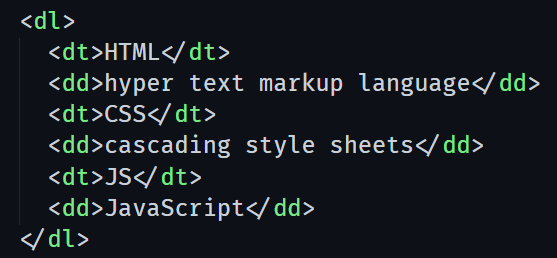 <dl>
  <dt>HTML</dt>
  <dd>hyper text markup language</dd>
  <dt>CSS</dt>
  <dd>cascading style sheets</dd>
  <dt>JS</dt>
  <dd>JavaScript</dd>
</dl>